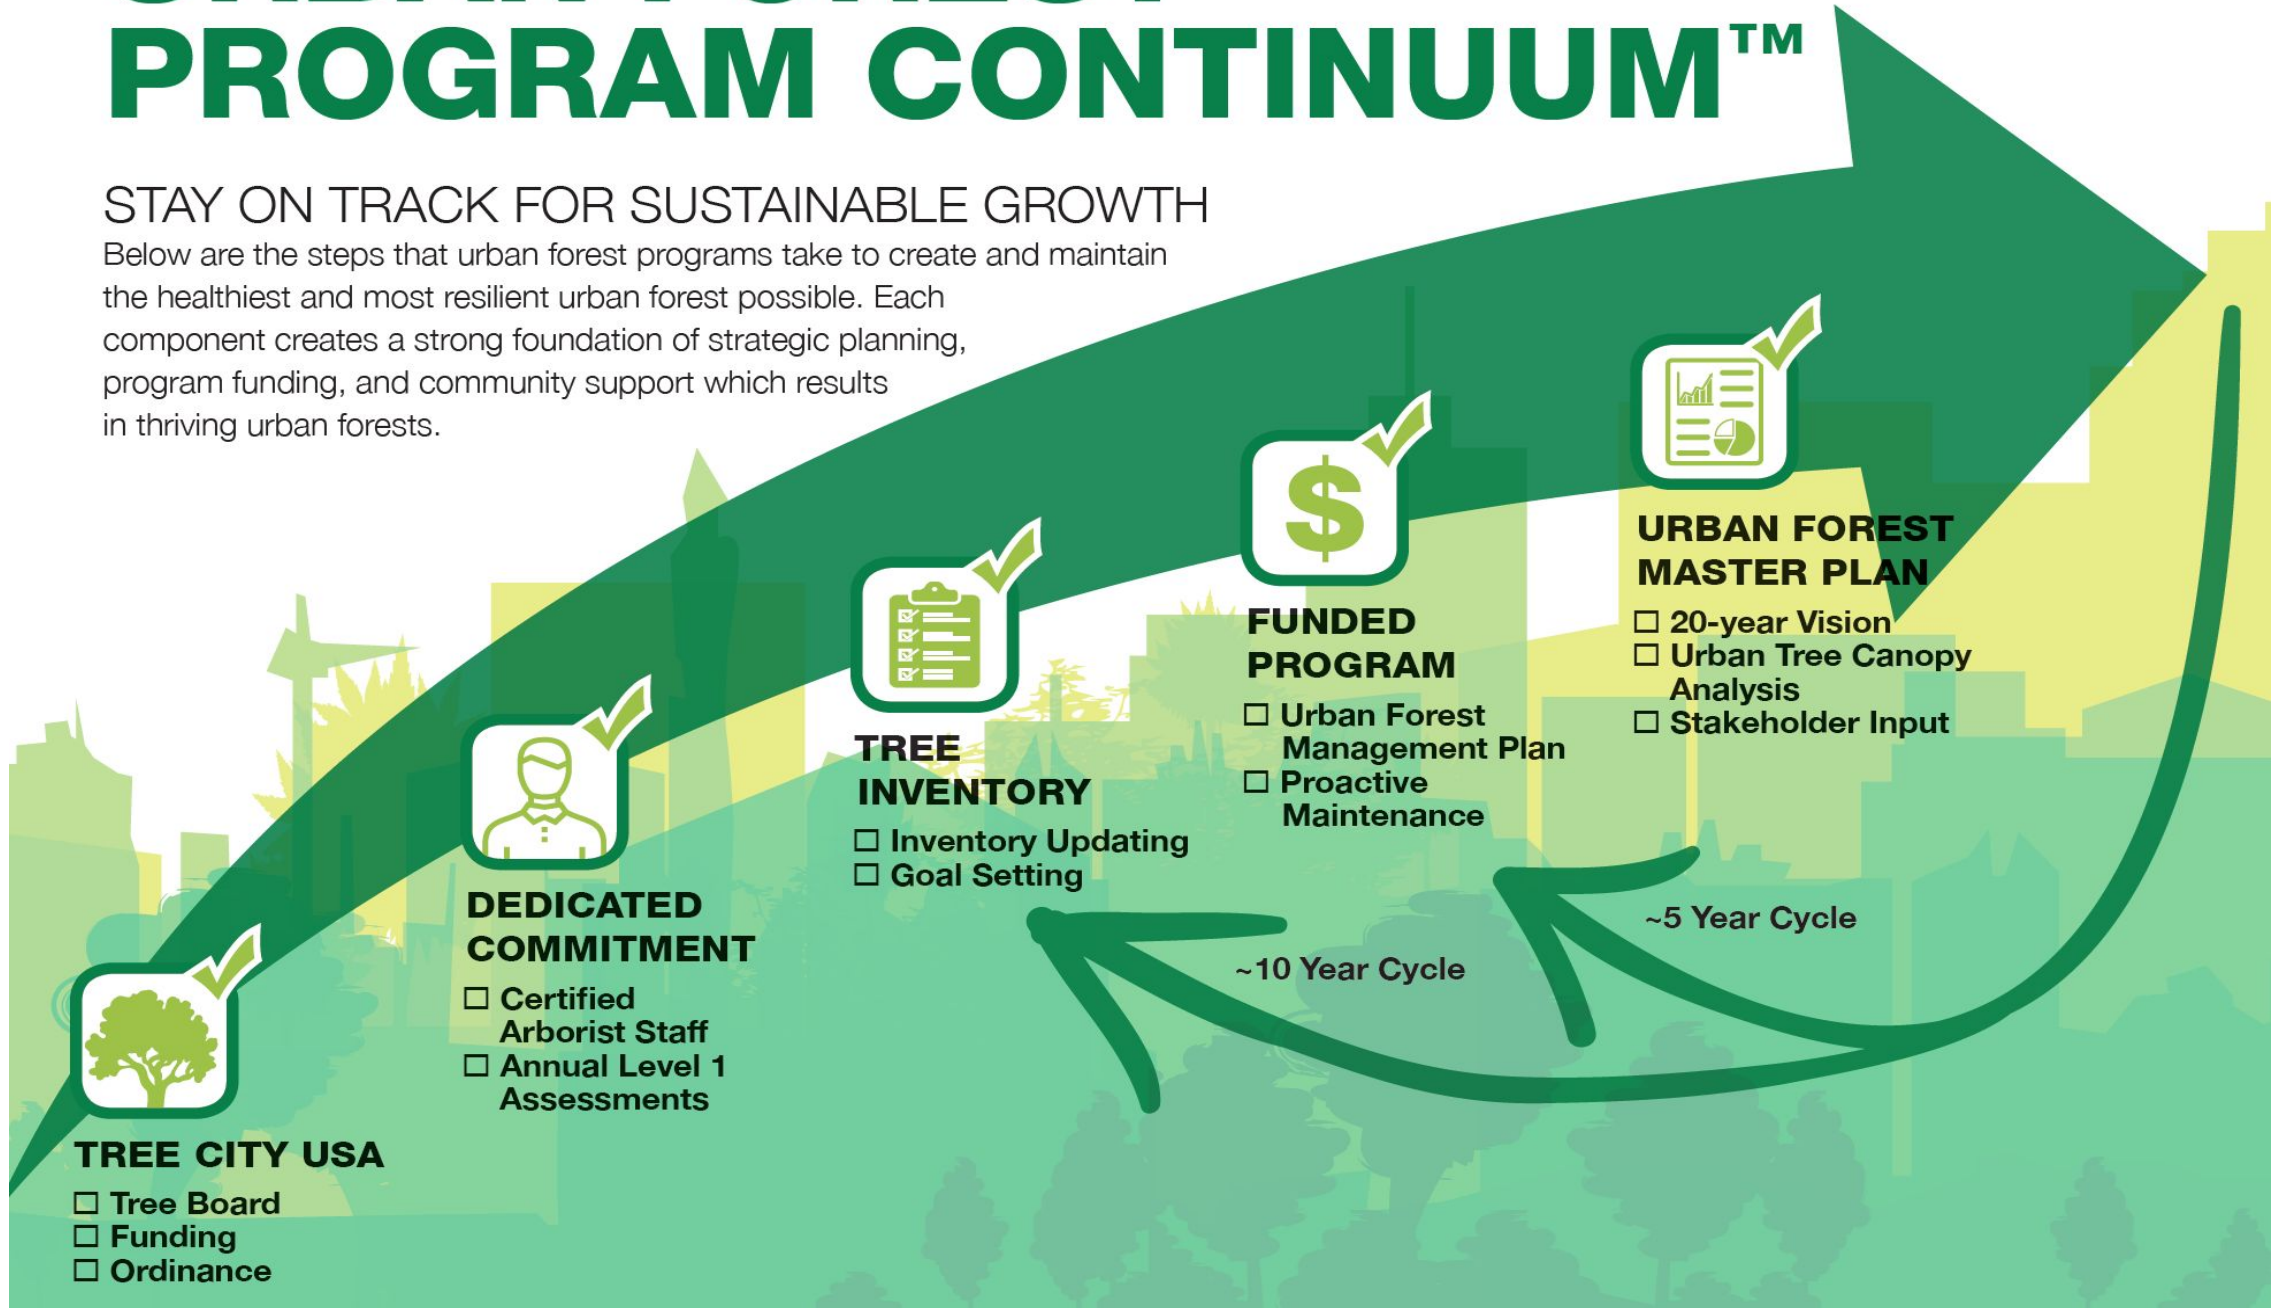 URBAN FOREST
PROGRAM CONTINUUM™
STAY ON TRACK FOR SUSTAINABLE GROWTH
Below are the steps that urban forest programs take to create and maintain
the healthiest and most resilient urban forest possible. Each
component creates a strong foundation of strategic planning,
program funding, and community support which results
in thriving urban forests.
TREE CITY USA
☐ Tree Board
☐ Funding
☐ Ordinance
DEDICATED
COMMITMENT
☐ Certified
Arborist Staff
☐ Annual Level 1
Assessments
TREE
INVENTORY
☐ Inventory Updating
☐ Goal Setting
$
FUNDED
PROGRAM
☐ Urban Forest
Management Plan
☐ Proactive
Maintenance
URBAN FOREST
MASTER PLAN
☐ 20-year Vision
☐ Urban Tree Canopy
Analysis
☐ Stakeholder Input
~5 Year Cycle
~10 Year Cycle